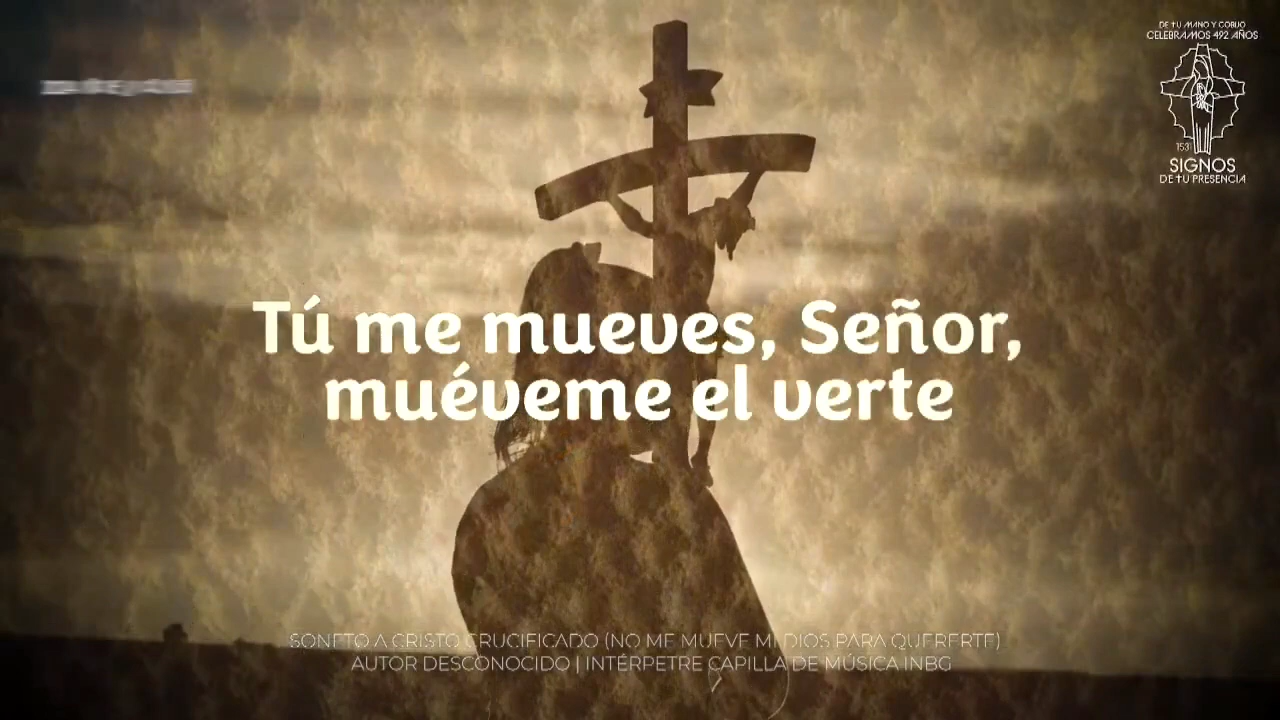 DE TU MANO Y COBIJO
CELEBRAMOS 492 AÑOS
1531
SIGNOS
DE TU PRESENCIA
Tú me mueves, Señor,
muéveme el verte
SONETO A CRISTO CRUCIFICADO (NO ME MUEVE MI DIOS PARA QUERERTE)
AUTOR DESCONOCIDO | INTÉRPETRE CAPILLA DE MÚSICA INBG